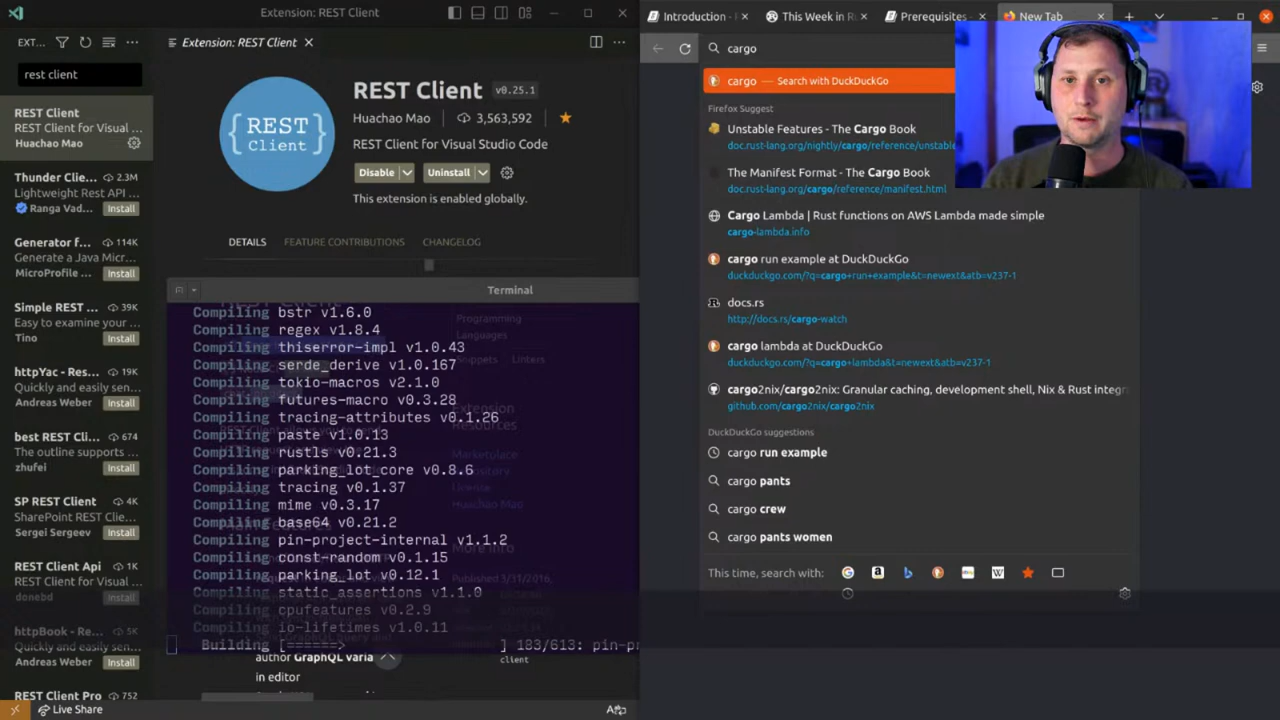 Extension: REST Client
EXT...
rest client
REST Client
REST Client for Visual ...
Huachao Mao
Thunder Clie... 2.3M
Lightweight Rest API ...
Ranga Vad... Install
Generator f... 114K
Generate a Java Micr...
MicroProfile ... Install
Simple REST ... 39K
Easy to examine your ...
Tino Install
httpYac - Res... 19K
Quickly and easily sen...
Andreas Weber Install
best REST Cli... 674
The outline supports ...
zhufei Install
SP REST Client 4K
SharePoint REST Clie...
Sergei Sergeev Install
REST Client Api 1K
donebd Install
httpBook - Re... 5K
Quickly and easily sen...
Andreas Weber Install
REST Client Pro 752
Live Share
Extension: REST Client
{ REST
Client }
REST Client v0.25.1
Huachao Mao 3,563,592
REST Client for Visual Studio Code
Disable Uninstall
This extension is enabled globally.
DETAILS FEATURE CONTRIBUTIONS CHANGELOG
Terminal
Compiling bstr v1.6.0
Compiling regex v1.8.4
Compiling thiserror-impl v1.0.43
Compiling serde_derive v1.0.167
Compiling tokio-macros v2.1.0
Compiling futures-macro v0.3.28
Compiling tracing-attributes v0.1.26
Compiling paste v1.0.13
Compiling rustls v0.21.3
Compiling parking_lot_core v0.8.6
Compiling tracing v0.1.37
Compiling mime v0.3.17
Compiling base64 v0.21.2
Compiling pin-project-internal v1.1.2
Compiling const-random v0.1.15
Compiling parking_lot v0.12.1
Compiling static_assertions v1.1.0
Compiling cpufeatures v0.2.9
Compiling io-lifetimes v1.0.11
Building [======> ] 183/613: pin-pr
Programming
Languages
Snippets Linters
Extension
Resources
Marketplace
License
Huachao Mao
More Info
Published 3/31/2016,
author GraphQL varia
in editor
client
Introduction - This Week in Ru Prerequisites - New Tab
cargo
cargo — Search with DuckDuckGo
Firefox Suggest
Unstable Features - The Cargo Book
doc.rust-lang.org/nightly/cargo/reference/unstable
The Manifest Format - The Cargo Book
doc.rust-lang.org/cargo/reference/manifest.html
Cargo Lambda | Rust functions on AWS Lambda made simple
cargo-lambda.info
cargo run example at DuckDuckGo
duckduckgo.com/?q=cargo+run+example&t=newext&atb=v237-1
docs.rs
http://docs.rs/cargo-watch
cargo lambda at DuckDuckGo
duckduckgo.com/?q=cargo+lambda&t=newext&atb=v237-1
cargo2nix/cargo2nix: Granular caching, development shell, Nix & Rust integr
github.com/cargo2nix/cargo2nix
DuckDuckGo suggestions
cargo run example
cargo pants
cargo crew
cargo pants women
This time, search with: